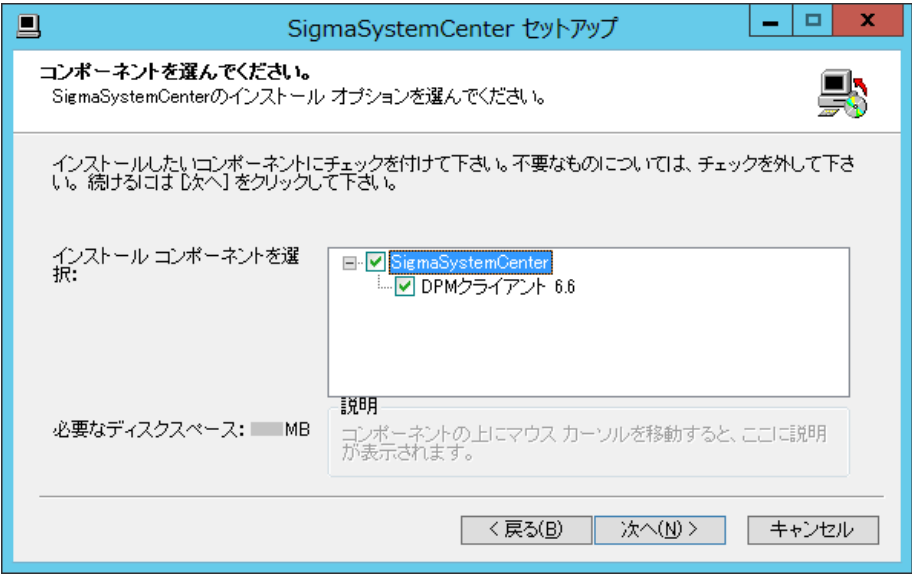 SigmaSystemCenter セットアップ
コンポーネントを選んでください。
SigmaSystemCenterのインストール オプションを選んでください。
インストールしたいコンポーネントにチェックを付けて下さい。不要なものについては、チェックを外して下さ
い。続けるには [次へ] をクリックして下さい。
インストール コンポーネントを選
択:
SigmaSystemCenter
DPMクライアント 6.6
必要なディスクスペース: MB
説明
コンポーネントの上にマウス カーソルを移動すると、ここに説明
が表示されます。
< 戻る(B)
次へ(N) >
キャンセル